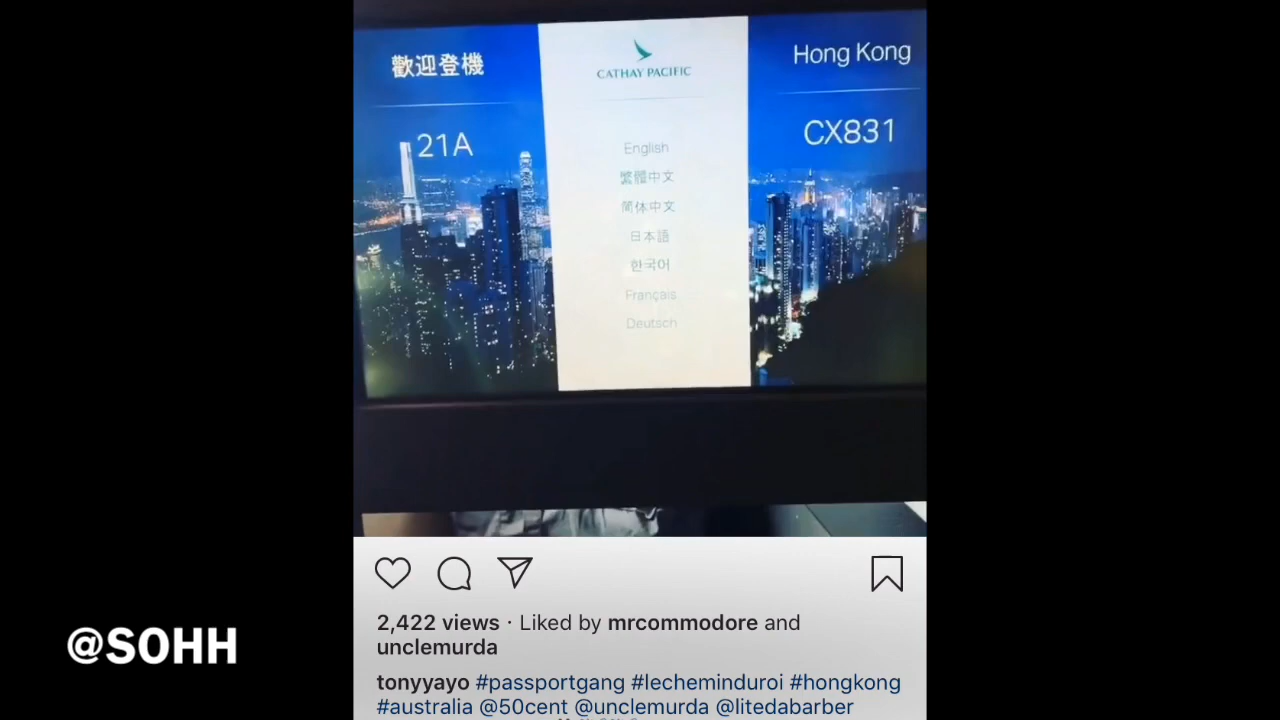 歡迎登機
21A
CATHAY PACIFIC
English
繁體中文
简体中文
日本語
한국어
Français
Deutsch
Hong Kong
CX831
2,422 views · Liked by mrcommodore and
unclemurda
tonyyayo #passportgang #lecheminduroi #hongkong
#australia @50cent @unclemurda @litedabarber
@SOHH